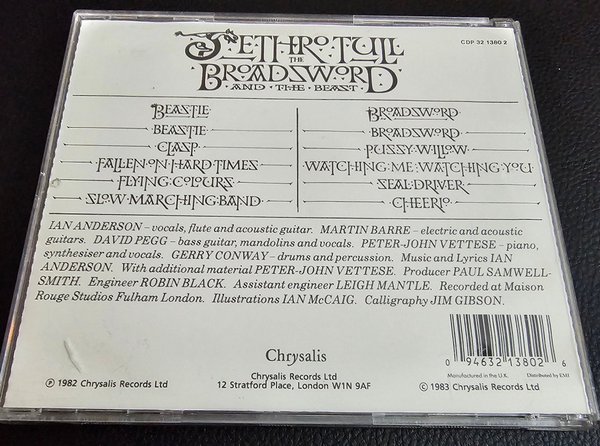 JETHRO TULL
CDP 32 1380 2
THE
BROADSWORD
·AND·THE·BEAST·
BEASTIE
BROADSWORD
BEASTIE
BROADSWORD
CLASP
PUSSY·WILLOW
FALLEN·ON·HARD·TIMES
WATCHING·ME·WATCHING·YOU
FLYING·COLOURS
SEAL·DRIVER
SLOW·MARCHING·BAND
CHEERIO
IAN ANDERSON – vocals, flute and acoustic guitar. MARTIN BARRE – electric and acoustic
guitars. DAVID PEGG – bass guitar, mandolins and vocals. PETER-JOHN VETTESE – piano,
synthesiser and vocals. GERRY CONWAY – drums and percussion. Music and Lyrics IAN
ANDERSON. With additional material PETER-JOHN VETTESE. Producer PAUL SAMWELL-
SMITH. Engineer ROBIN BLACK. Assistant engineer LEIGH MANTLE. Recorded at Maison
Rouge Studios Fulham London. Illustrations IAN McCAIG. Calligraphy JIM GIBSON.
Chrysalis
0 94632 13802 6
Manufactured in the U.K.
Distributed by EMI
℗ 1982 Chrysalis Records Ltd
Chrysalis Records Ltd
12 Stratford Place, London W1N 9AF
© 1983 Chrysalis Records Ltd